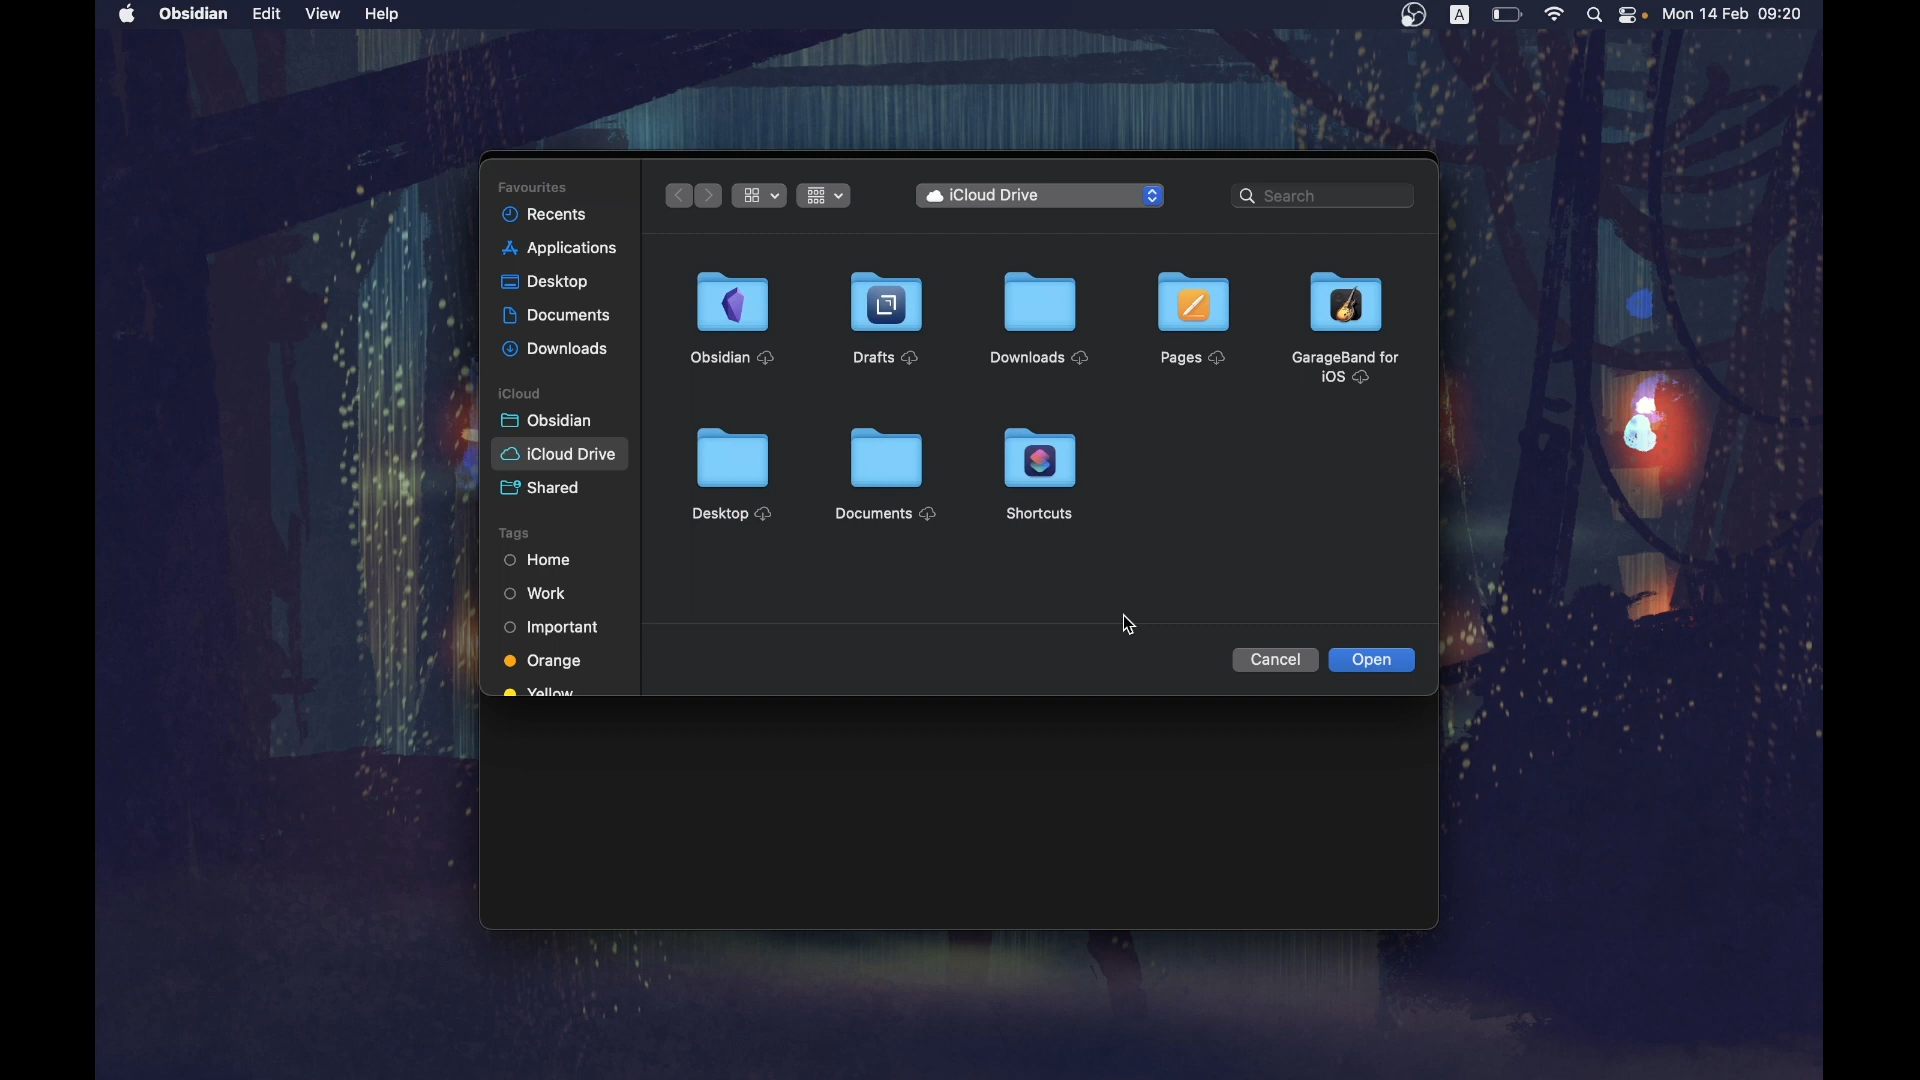 Obsidian Edit View Help
A Mon 14 Feb 09:20
Favourites
Recents
Applications
Desktop
Documents
Downloads
iCloud
Obsidian
iCloud Drive
Shared
Tags
Home
Work
Important
Orange
Yellow
iCloud Drive
Search
Obsidian
Drafts
Downloads
Pages
GarageBand for
iOS
Desktop
Documents
Shortcuts
Cancel
Open